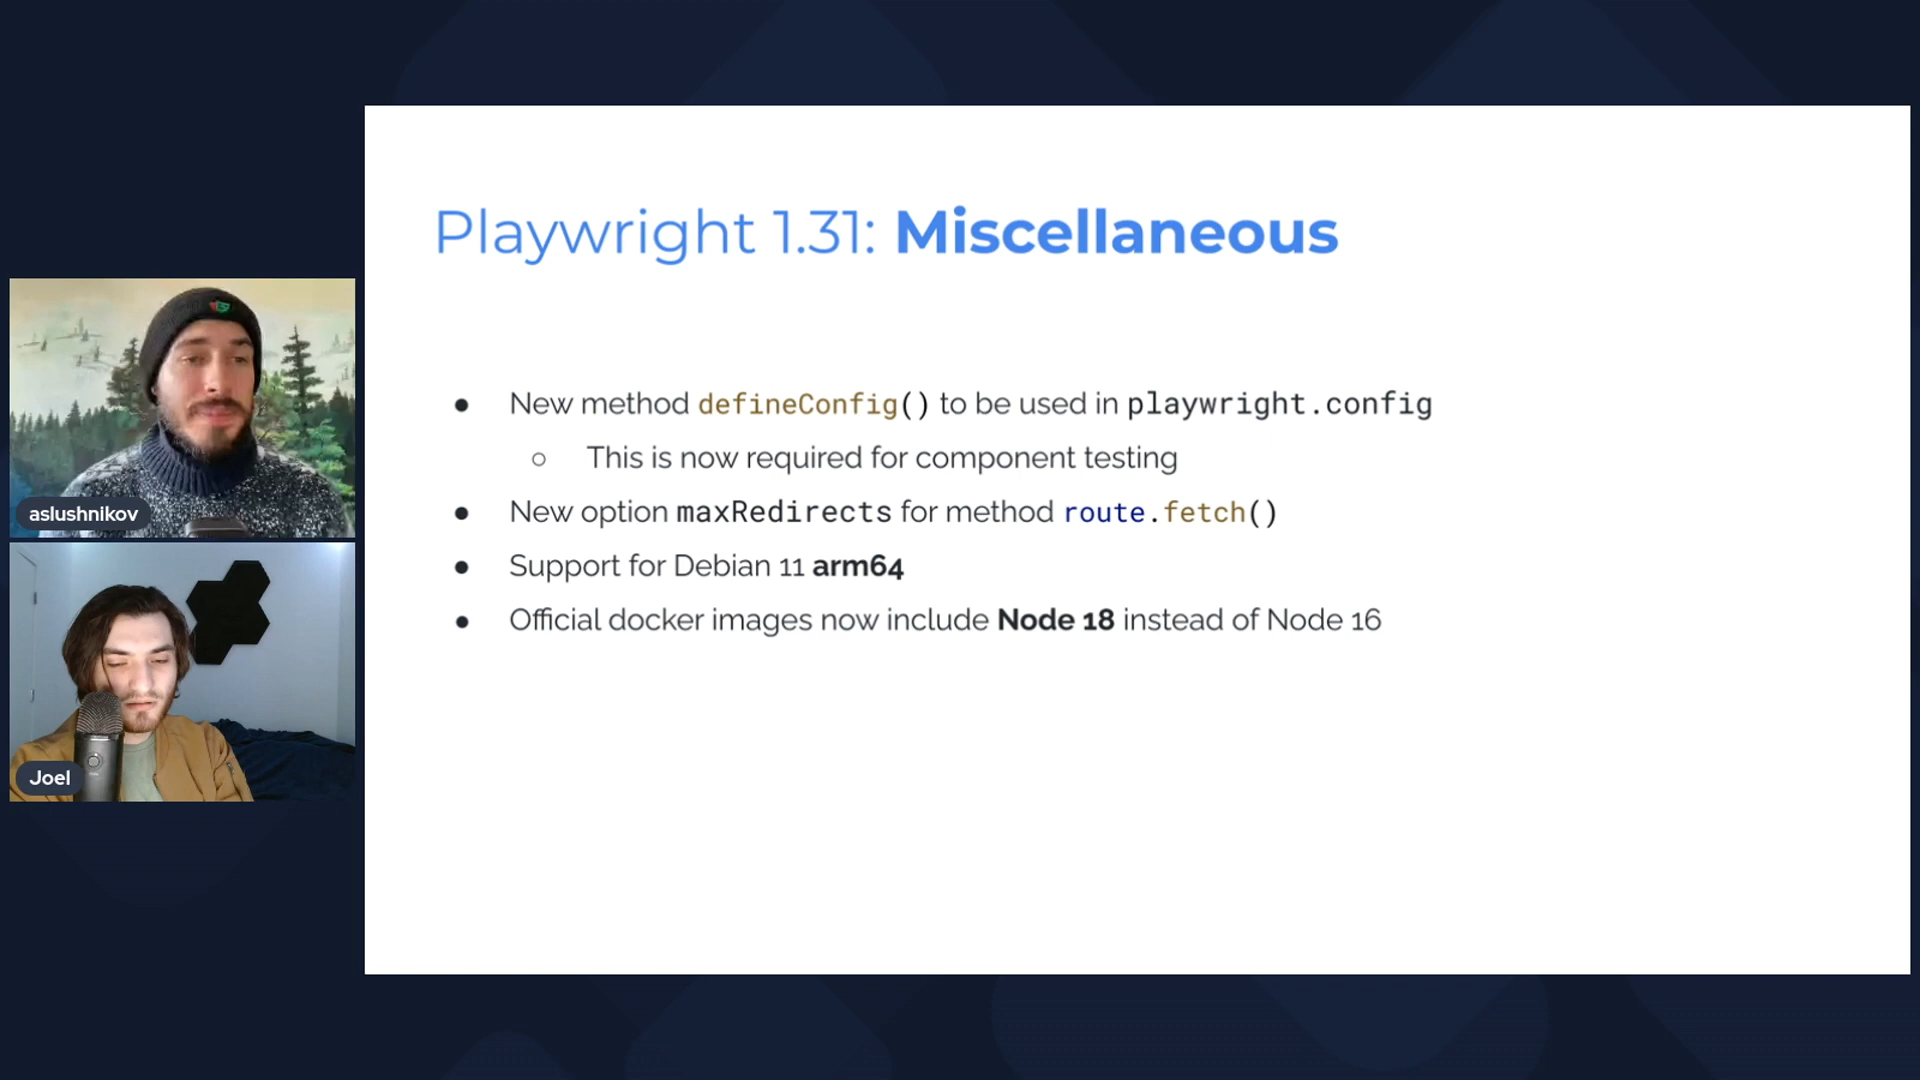 Playwright 1.31: Miscellaneous
● New method defineConfig() to be used in playwright.config
○ This is now required for component testing
● New option maxRedirects for method route.fetch()
● Support for Debian 11 arm64
● Official docker images now include Node 18 instead of Node 16
aslushnikov
Joel